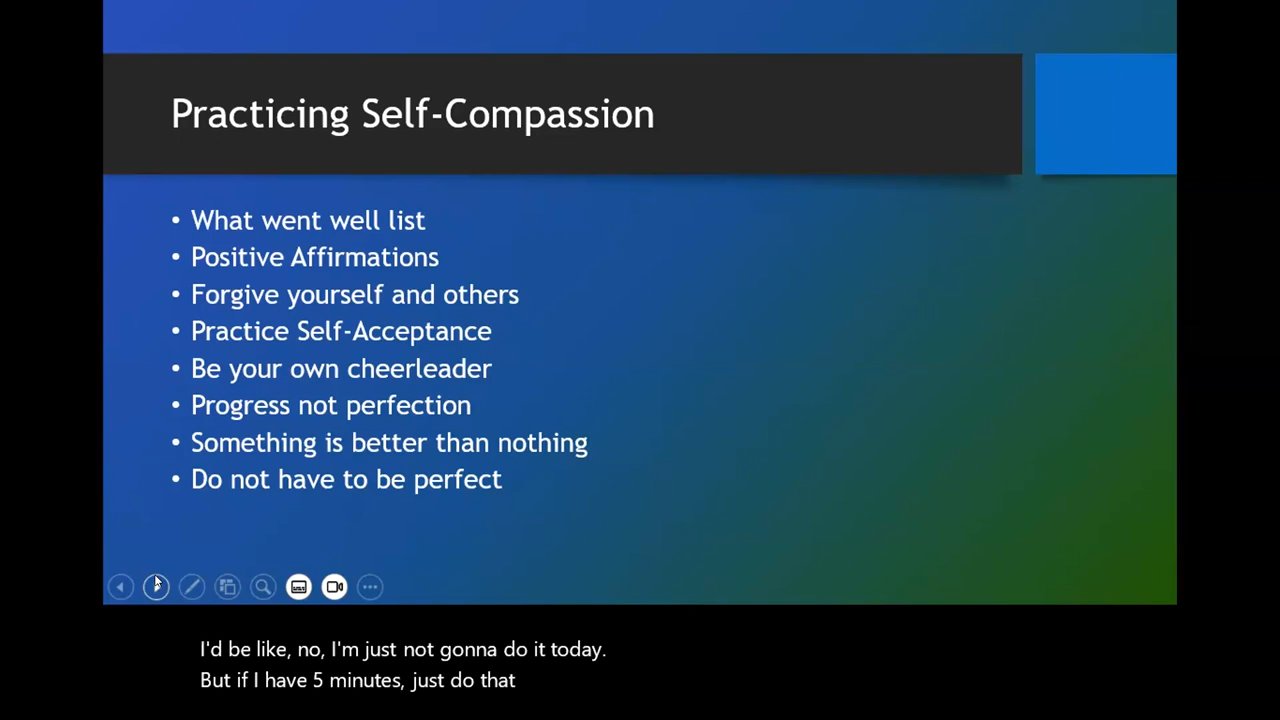 Practicing Self-Compassion
• What went well list
• Positive Affirmations
• Forgive yourself and others
• Practice Self-Acceptance
• Be your own cheerleader
• Progress not perfection
• Something is better than nothing
• Do not have to be perfect
I'd be like, no, I'm just not gonna do it today.
But if I have 5 minutes, just do that